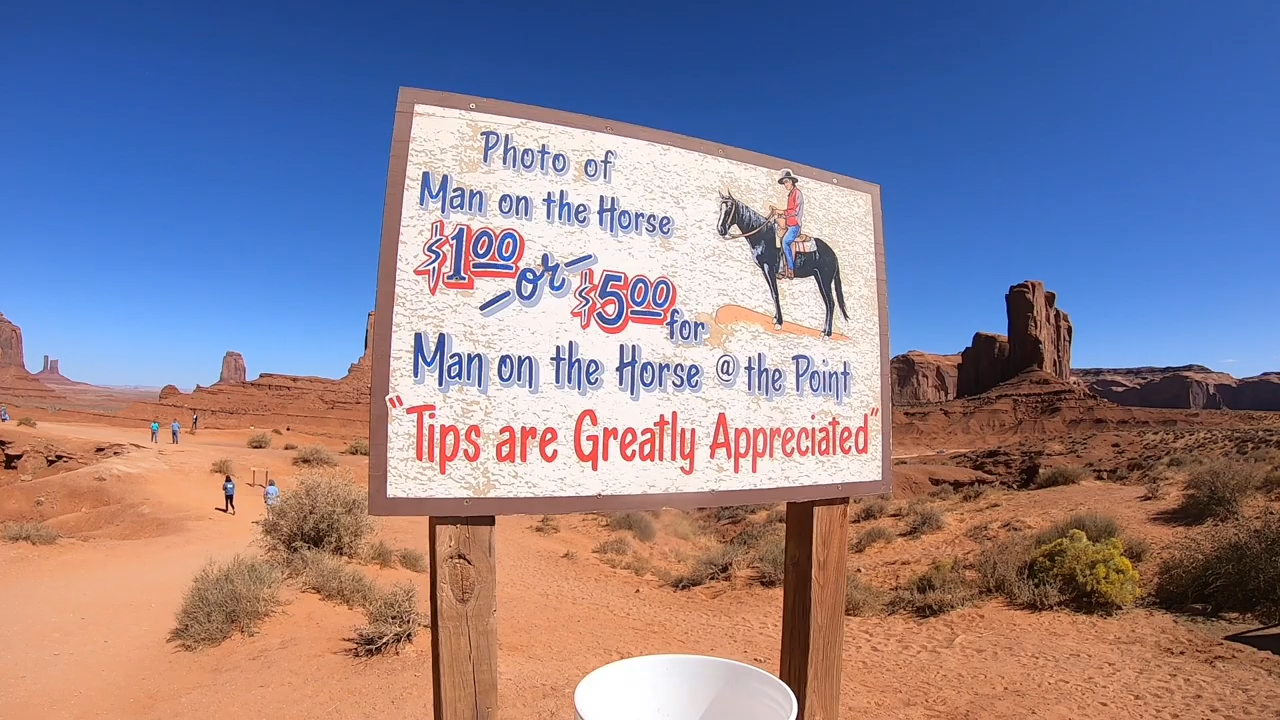 Photo of
Man on the Horse
$1.00 or $5.00 for
Man on the Horse @ the Point
"Tips are Greatly Appreciated"